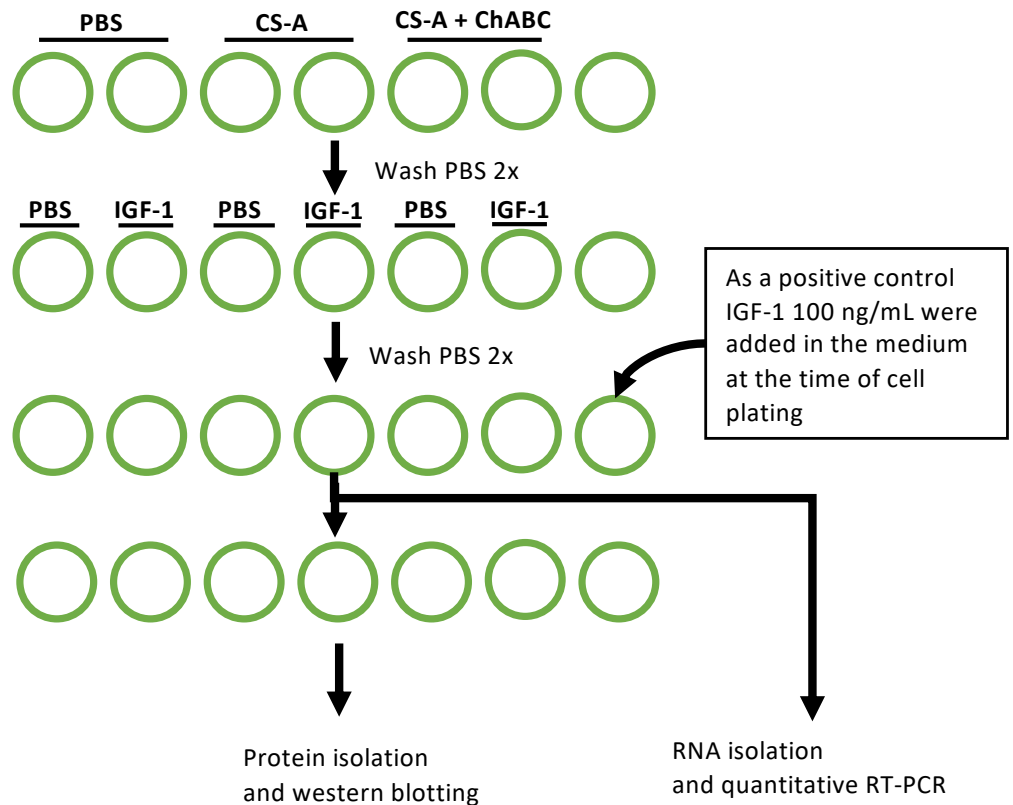 PBS
CS-A
CS-A + ChABC
Wash PBS 2x
PBS
IGF-1
PBS
IGF-1
PBS
IGF-1
As a positive control
IGF-1 100 ng/mL were
added in the medium
at the time of cell
plating
Wash PBS 2x
Protein isolation
and western blotting
RNA isolation
and quantitative RT-PCR